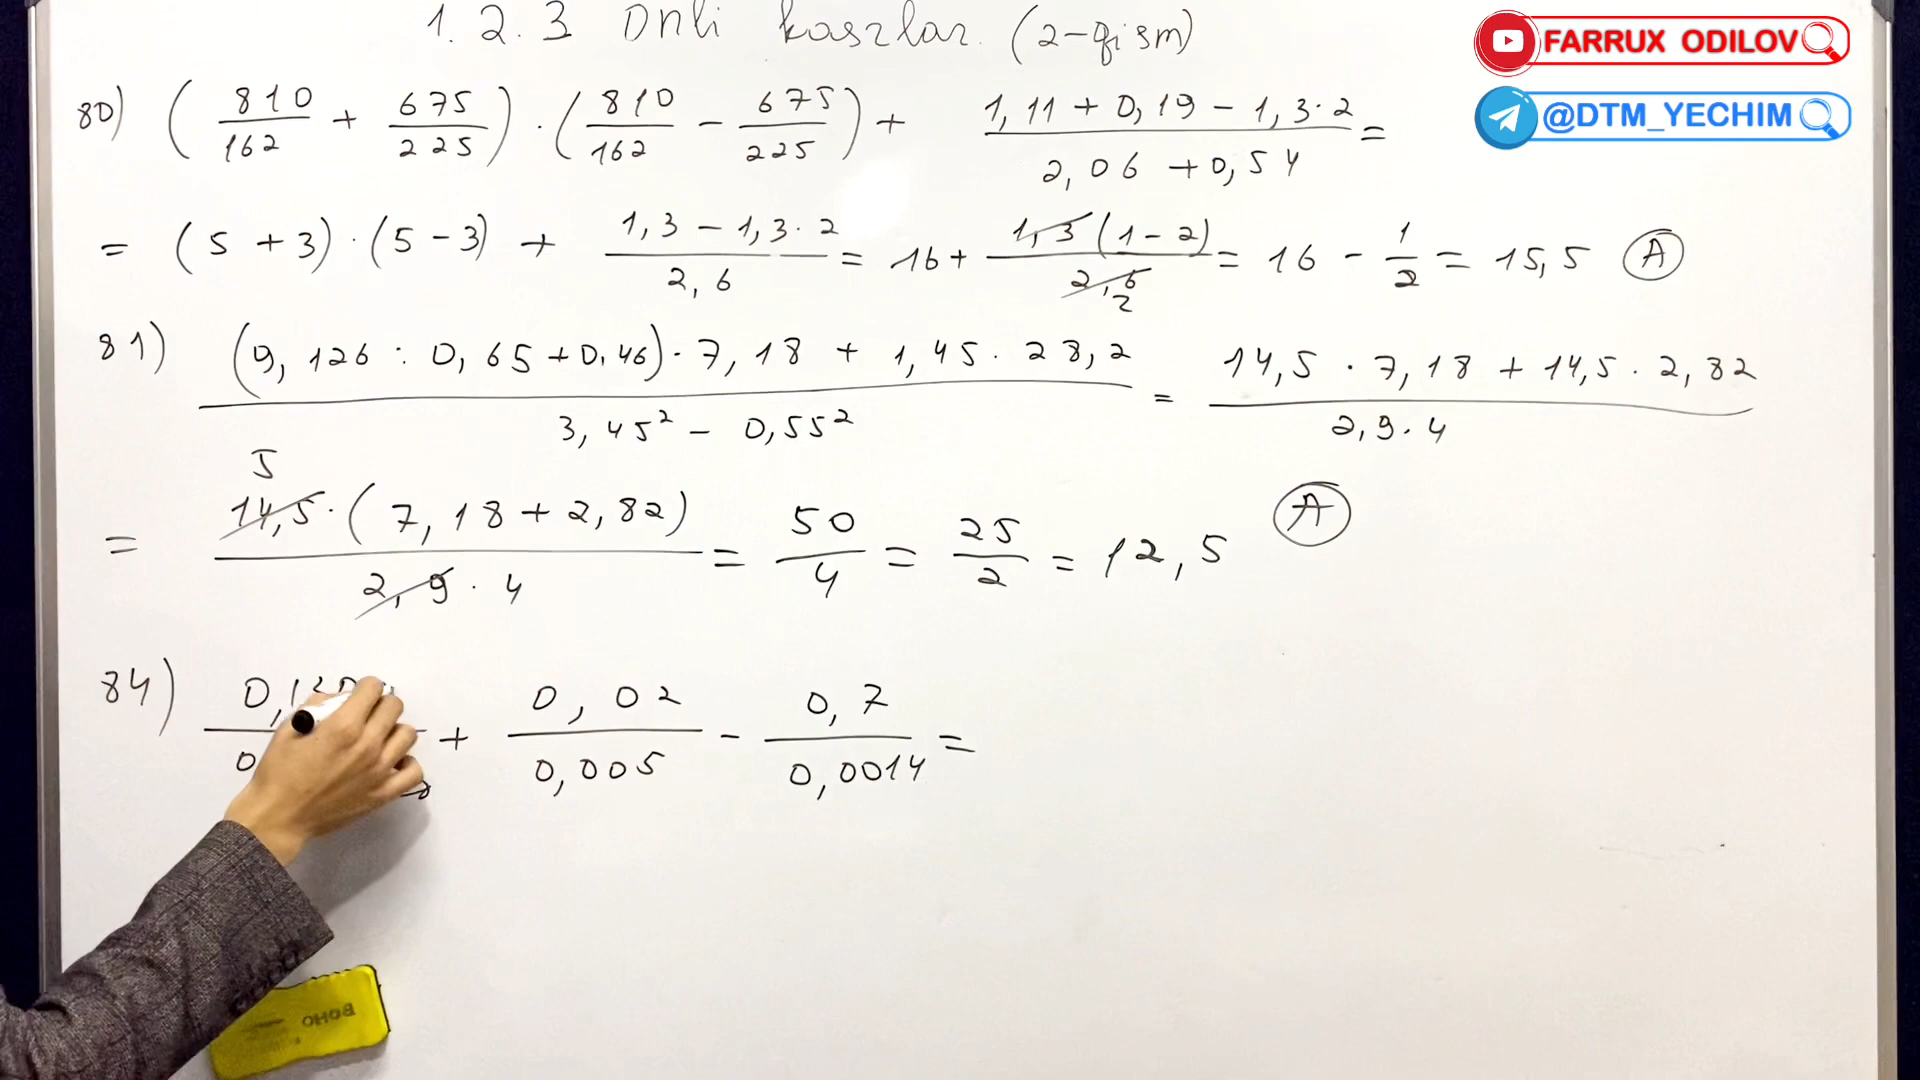 1.2.3 Onli kasrlar (2-qism)
FARRUX ODILOV
@DTM_YECHIM
80) (810/162 + 675/225) · (810/162 − 675/225) + (1,11 + 0,19 − 1,3·2)/(2,06 + 0,54) =
= (5 + 3) · (5 − 3) + (1,3 − 1,3·2)/2,6 = 16 + 1,3(1−2)/2,6 2 = 16 − 1/2 = 15,5 A
81) ((9,126 : 0,65 + 0,46) · 7,18 + 1,45 · 28,2)/(3,45² − 0,55²) = (14,5 · 7,18 + 14,5 · 2,82)/(2,9 · 4)
= 5 14,5 · (7,18 + 2,82)/(2,9 · 4) = 50/4 = 25/2 = 12,5 A
84) + 0,02/0,005 − 0,7/0,0014 =
BOHO